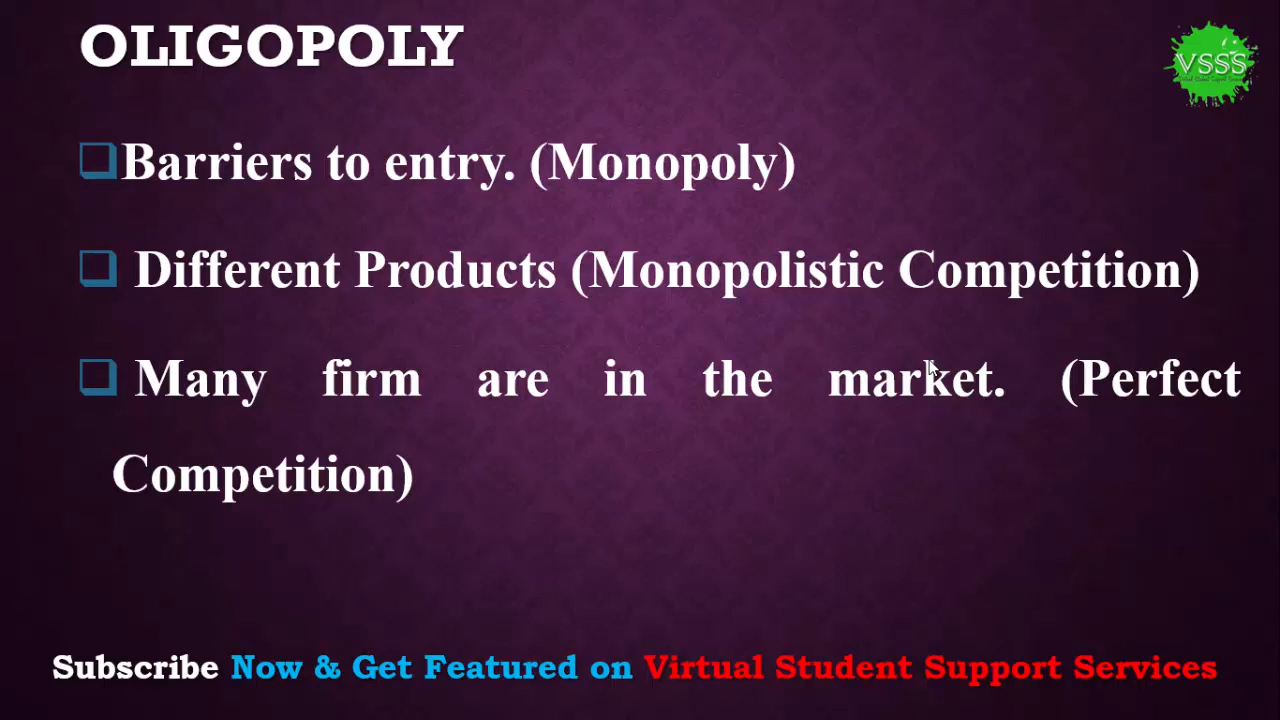 OLIGOPOLY
VSSS
Barriers to entry. (Monopoly)
Different Products (Monopolistic Competition)
Many firm are in the market. (Perfect
Competition)
Subscribe Now & Get Featured on Virtual Student Support Services